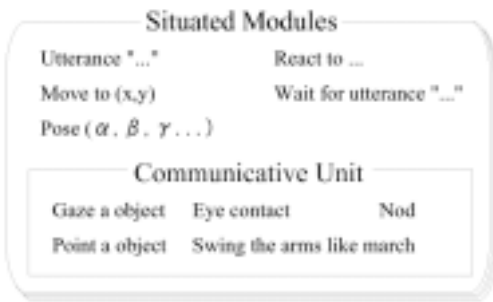 Situated Modules
Utterance "..." React to ...
Move to (x,y) Wait for utterance "..."
Pose ( α , β , γ . . . )
Communicative Unit
Gaze a object Eye contact Nod
Point a object Swing the arms like march